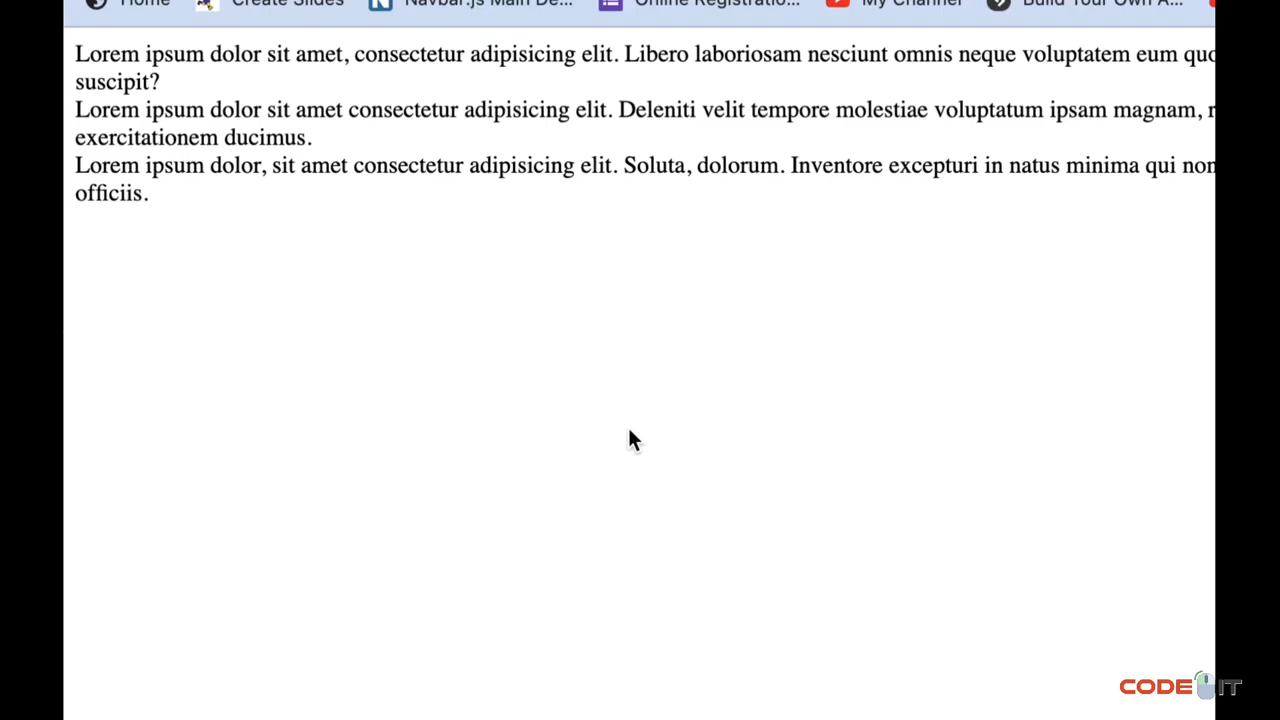 Home Create Slides Navbar.js Main De... Online Registratio... My Channel Build Your Own A...
Lorem ipsum dolor sit amet, consectetur adipisicing elit. Libero laboriosam nesciunt omnis neque voluptatem eum quo
suscipit?
Lorem ipsum dolor sit amet consectetur adipisicing elit. Deleniti velit tempore molestiae voluptatum ipsam magnam, r
exercitationem ducimus.
Lorem ipsum dolor, sit amet consectetur adipisicing elit. Soluta, dolorum. Inventore excepturi in natus minima qui non
officiis.
CODE IT